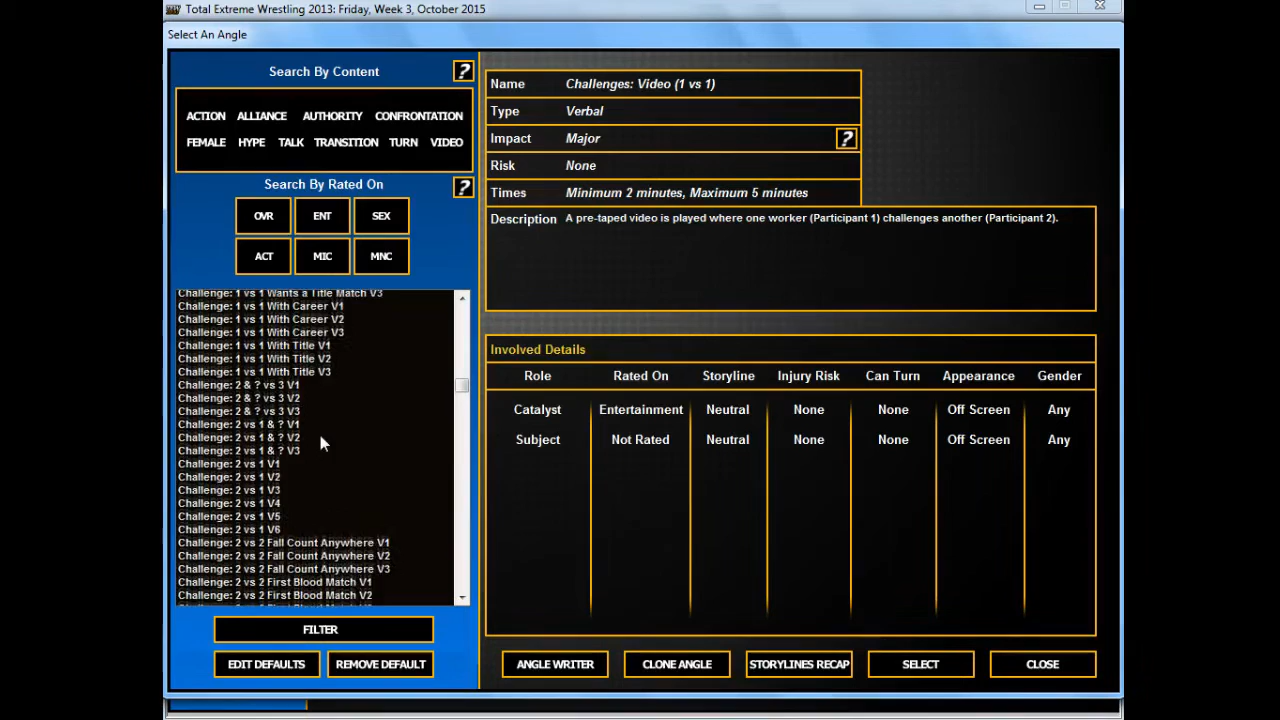 Total Extreme Wrestling 2013: Friday, Week 3, October 2015
Select An Angle
Search By Content ?
ACTION ALLIANCE AUTHORITY CONFRONTATION
FEMALE HYPE TALK TRANSITION TURN VIDEO
Search By Rated On ?
OVR ENT SEX
ACT MIC MNC
Challenge: 1 vs 1 Wants a Title Match V3
Challenge: 1 vs 1 With Career V1
Challenge: 1 vs 1 With Career V2
Challenge: 1 vs 1 With Career V3
Challenge: 1 vs 1 With Title V1
Challenge: 1 vs 1 With Title V2
Challenge: 1 vs 1 With Title V3
Challenge: 2 & ? vs 3 V1
Challenge: 2 & ? vs 3 V2
Challenge: 2 & ? vs 3 V3
Challenge: 2 vs 1 & ? V1
Challenge: 2 vs 1 & ? V2
Challenge: 2 vs 1 & ? V3
Challenge: 2 vs 1 V1
Challenge: 2 vs 1 V2
Challenge: 2 vs 1 V3
Challenge: 2 vs 1 V4
Challenge: 2 vs 1 V5
Challenge: 2 vs 1 V6
Challenge: 2 vs 2 Fall Count Anywhere V1
Challenge: 2 vs 2 Fall Count Anywhere V2
Challenge: 2 vs 2 Fall Count Anywhere V3
Challenge: 2 vs 2 First Blood Match V1
Challenge: 2 vs 2 First Blood Match V2
FILTER
EDIT DEFAULTS REMOVE DEFAULT
Name Challenges: Video (1 vs 1)
Type Verbal
Impact Major ?
Risk None
Times Minimum 2 minutes, Maximum 5 minutes
Description A pre-taped video is played where one worker (Participant 1) challenges another (Participant 2).
Involved Details
Role Rated On Storyline Injury Risk Can Turn Appearance Gender
Catalyst Entertainment Neutral None None Off Screen Any
Subject Not Rated Neutral None None Off Screen Any
ANGLE WRITER CLONE ANGLE STORYLINES RECAP SELECT CLOSE